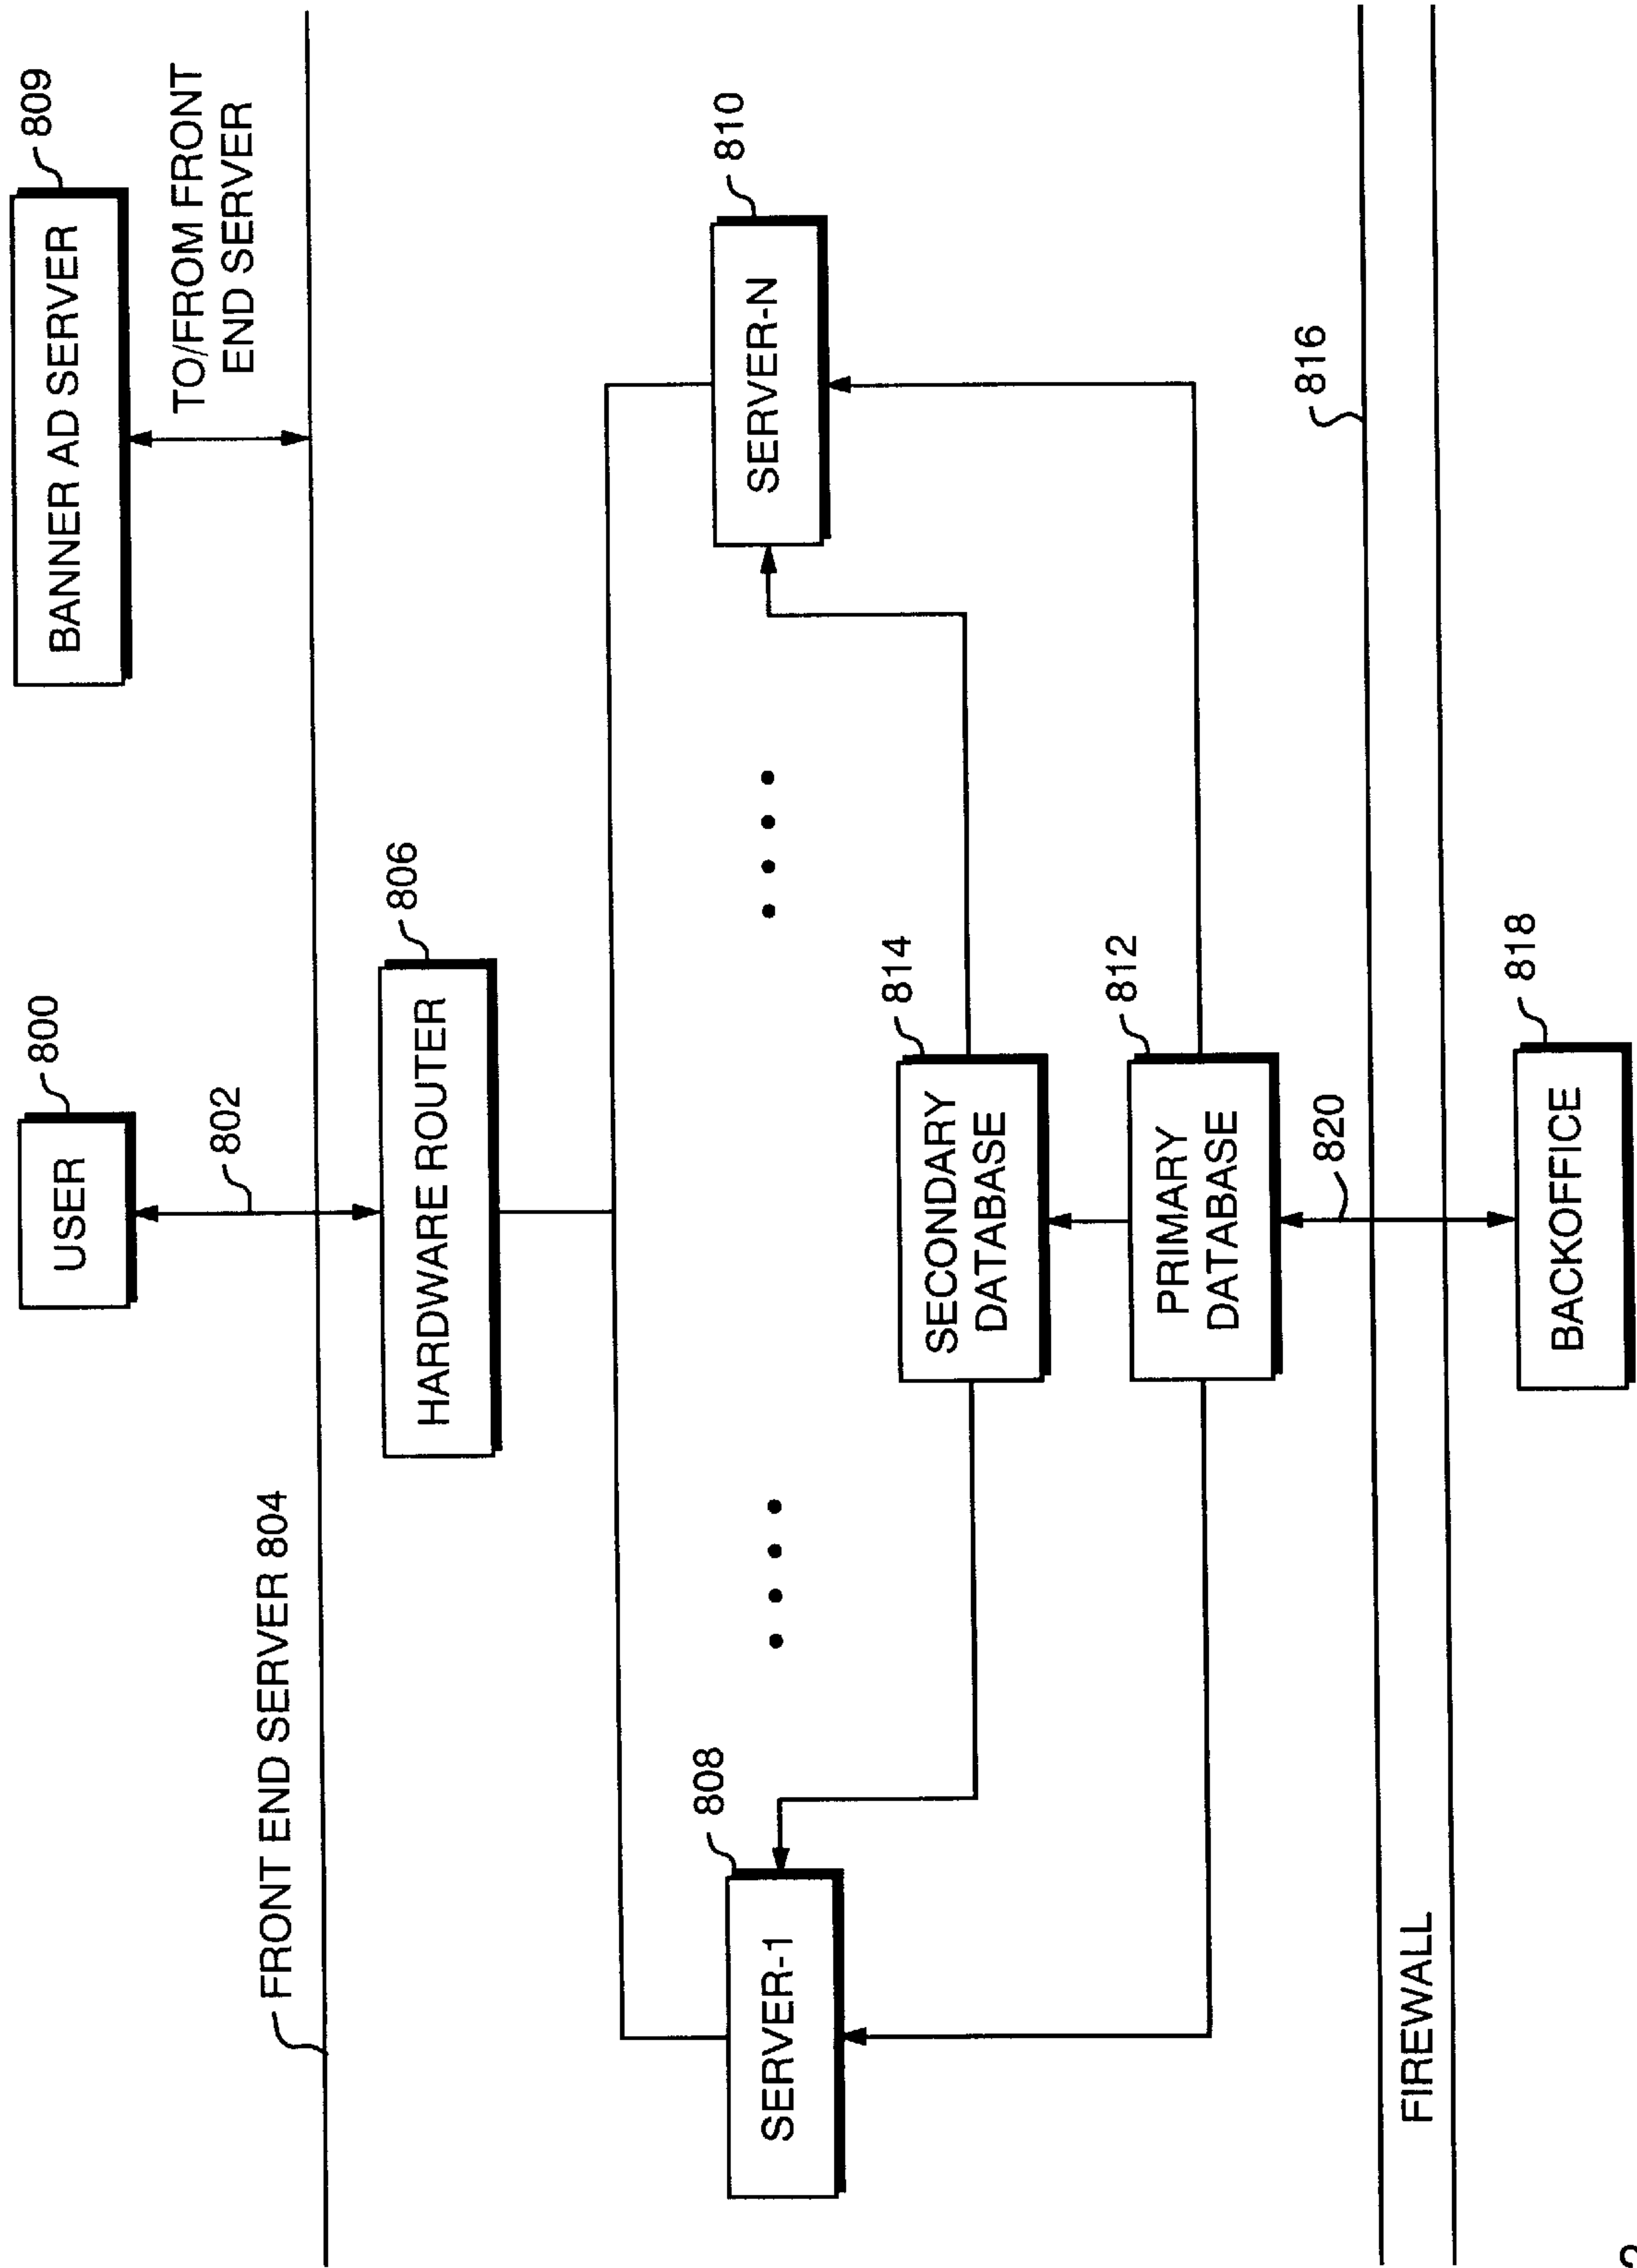 USER
800
BANNER AD SERVER
809
802
TO/FROM FRONT
END SERVER
FRONT END SERVER 804
HARDWARE ROUTER
806
SERVER-1
808
SERVER-N
810
SECONDARY
DATABASE
814
PRIMARY
DATABASE
812
820
816
FIREWALL
BACKOFFICE
818